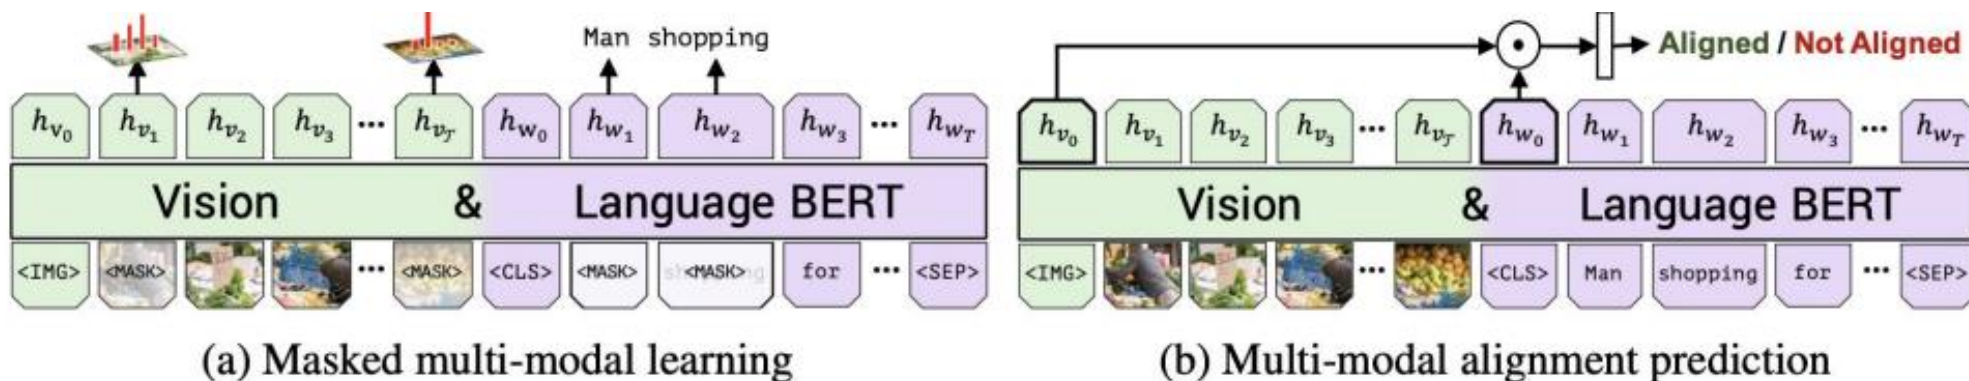 Man shopping
Aligned / Not Aligned
h_{v_0} h_{v_1} h_{v_2} h_{v_3} ... h_{v_𝒯} h_{w_0} h_{w_1} h_{w_2} h_{w_3} ... h_{w_T}
h_{v_0} h_{v_1} h_{v_2} h_{v_3} ... h_{v_𝒯} h_{w_0} h_{w_1} h_{w_2} h_{w_3} ... h_{w_T}
Vision & Language BERT
Vision & Language BERT
<IMG> <MASK> ... <MASK> <CLS> <MASK> <MASK> for ... <SEP>
<IMG> ... <CLS> Man shopping for ... <SEP>
(a) Masked multi-modal learning
(b) Multi-modal alignment prediction